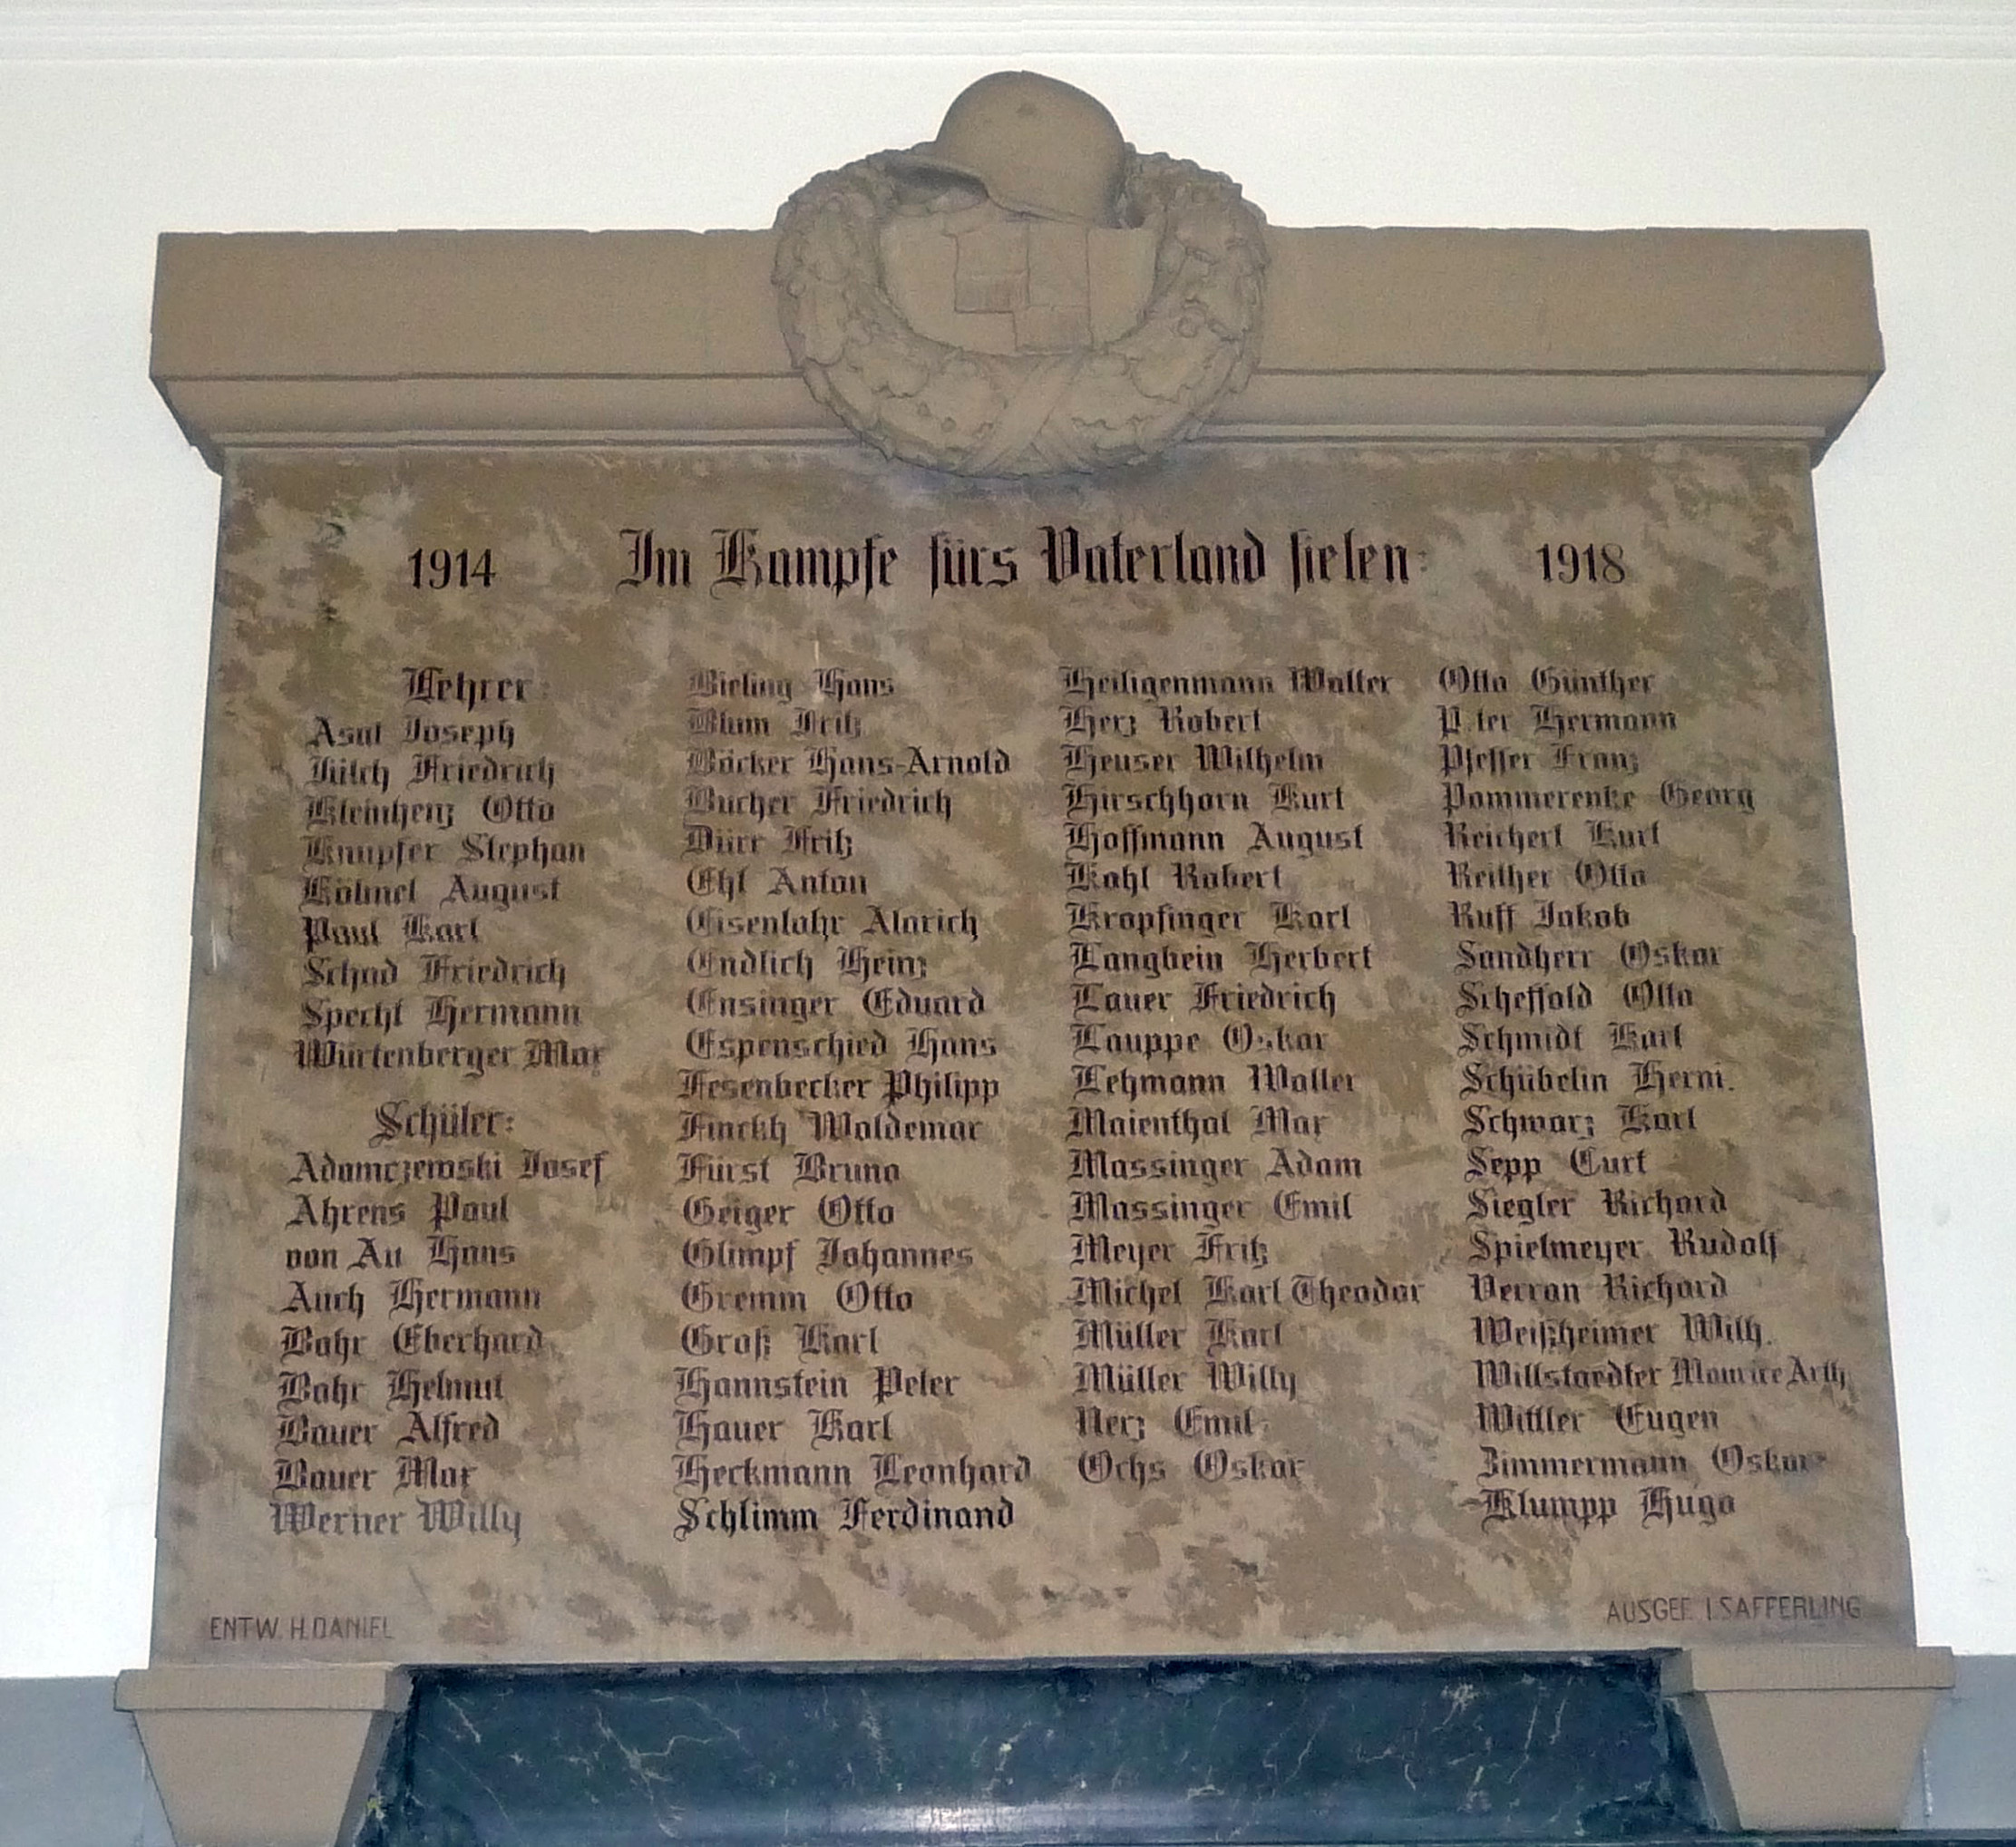 1914 Im Kampfe fürs Vaterland fielen: 1918
Lehrer:
Asal Joseph
Friedrich
Kleinhenz Otto
Knupfer Stephan
Kölmel August
Paul Karl
Schad Friedrich
Specht Hermann
Würtenberger Max
Schüler:
Adamczewski Josef
Ahrens Paul
von Au Hans
Auch Hermann
Bahr Eberhard
Bahr Helmut
Bauer Alfred
Bauer Max
Werner Willy
Bieling Hans
Blum Fritz
Böcker Hans-Arnold
Bucher Friedrich
Dürr Fritz
Ehl Anton
Eisenlohr Alarich
Endlich Heinz
Ensinger Eduard
Espenschied Hans
Fesenbecker Philipp
Finckh Woldemar
Fürst Bruno
Geiger Otto
Glimpf Johannes
Gremm Otto
Groß Karl
Hannstein Peter
Hauer Karl
Heckmann Leonhard
Schlimm Ferdinand
Heiligenmann Walter
Herz Robert
Heuser Wilhelm
Hirschhorn Kurt
Hoffmann August
Kahl Robert
Kropfinger Karl
Langbein Herbert
Lauer Friedrich
Lauppe Oskar
Lehmann Walter
Maienthal Max
Massinger Adam
Massinger Emil
Meyer Fritz
Michel Karl Theodor
Müller Karl
Müller Willy
Nerz Emil
Ochs Oskar
Otto Günther
Hermann
Pfeffer Franz
Pommerenke Georg
Reichert Kurt
Reither Otto
Ruff Jakob
Sandherr Oskar
Scheffold Otto
Schmidt Karl
Schübelin Herm.
Schwarz Karl
Sepp Curt
Siegler Richard
Spielmeyer Rudolf
Verran Richard
Weißheimer Wilh.
Willstaedter Maurice Arth.
Wittler Eugen
Zimmermann Oskar
Klumpp Hugo
ENTW. H. DANIEL
AUSGEF. I. SAFFERLING